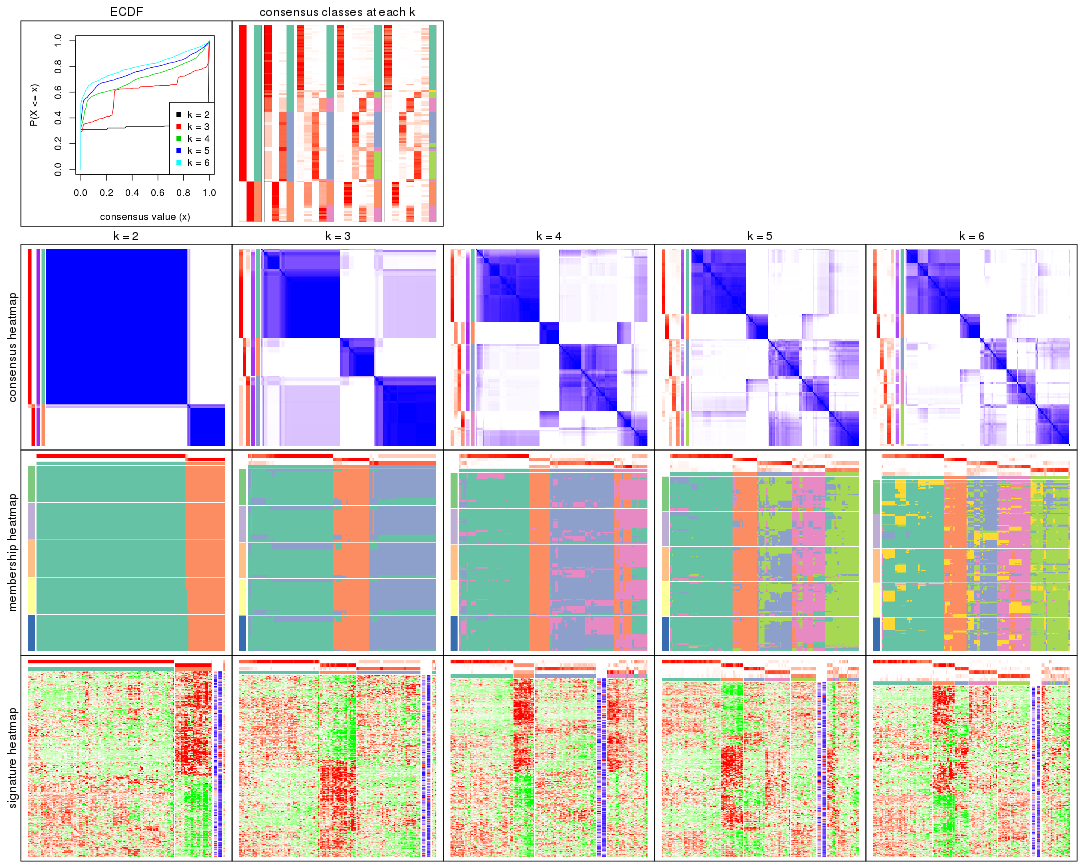 ECDF
consensus classes at each k
P(X <= x)
0.0 0.2 0.4 0.6 0.8 1.0
k = 2
k = 3
k = 4
k = 5
k = 6
0.0 0.2 0.4 0.6 0.8 1.0
consensus value (x)
k = 2
k = 3
k = 4
k = 5
k = 6
consensus heatmap
membership heatmap
signature heatmap